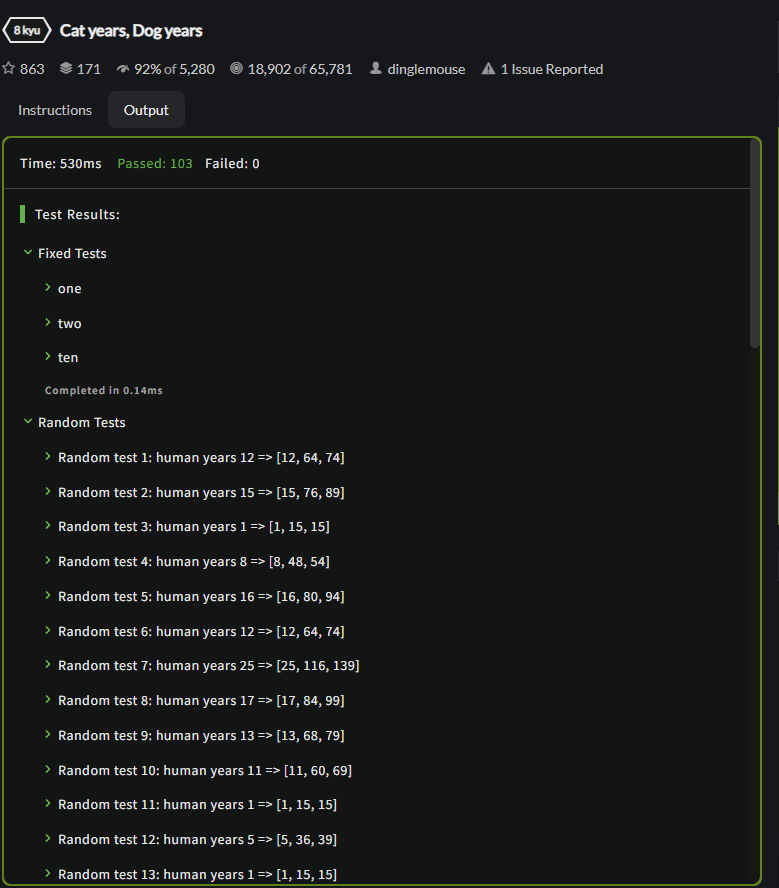 8 kyu Cat years, Dog years
863 171 92% of 5,280 18,902 of 65,781 dinglemouse 1 Issue Reported
Instructions Output
Time: 530ms Passed: 103 Failed: 0
Test Results:
Fixed Tests
one
two
ten
Completed in 0.14ms
Random Tests
Random test 1: human years 12 => [12, 64, 74]
Random test 2: human years 15 => [15, 76, 89]
Random test 3: human years 1 => [1, 15, 15]
Random test 4: human years 8 => [8, 48, 54]
Random test 5: human years 16 => [16, 80, 94]
Random test 6: human years 12 => [12, 64, 74]
Random test 7: human years 25 => [25, 116, 139]
Random test 8: human years 17 => [17, 84, 99]
Random test 9: human years 13 => [13, 68, 79]
Random test 10: human years 11 => [11, 60, 69]
Random test 11: human years 1 => [1, 15, 15]
Random test 12: human years 5 => [5, 36, 39]
Random test 13: human years 1 => [1, 15, 15]